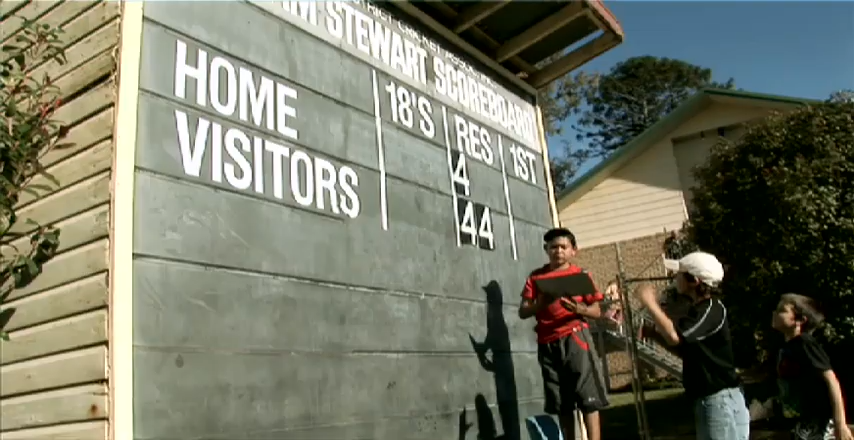 STEWART SCOREBOARD
HOME 18'S RES 1ST
VISITORS 4
44